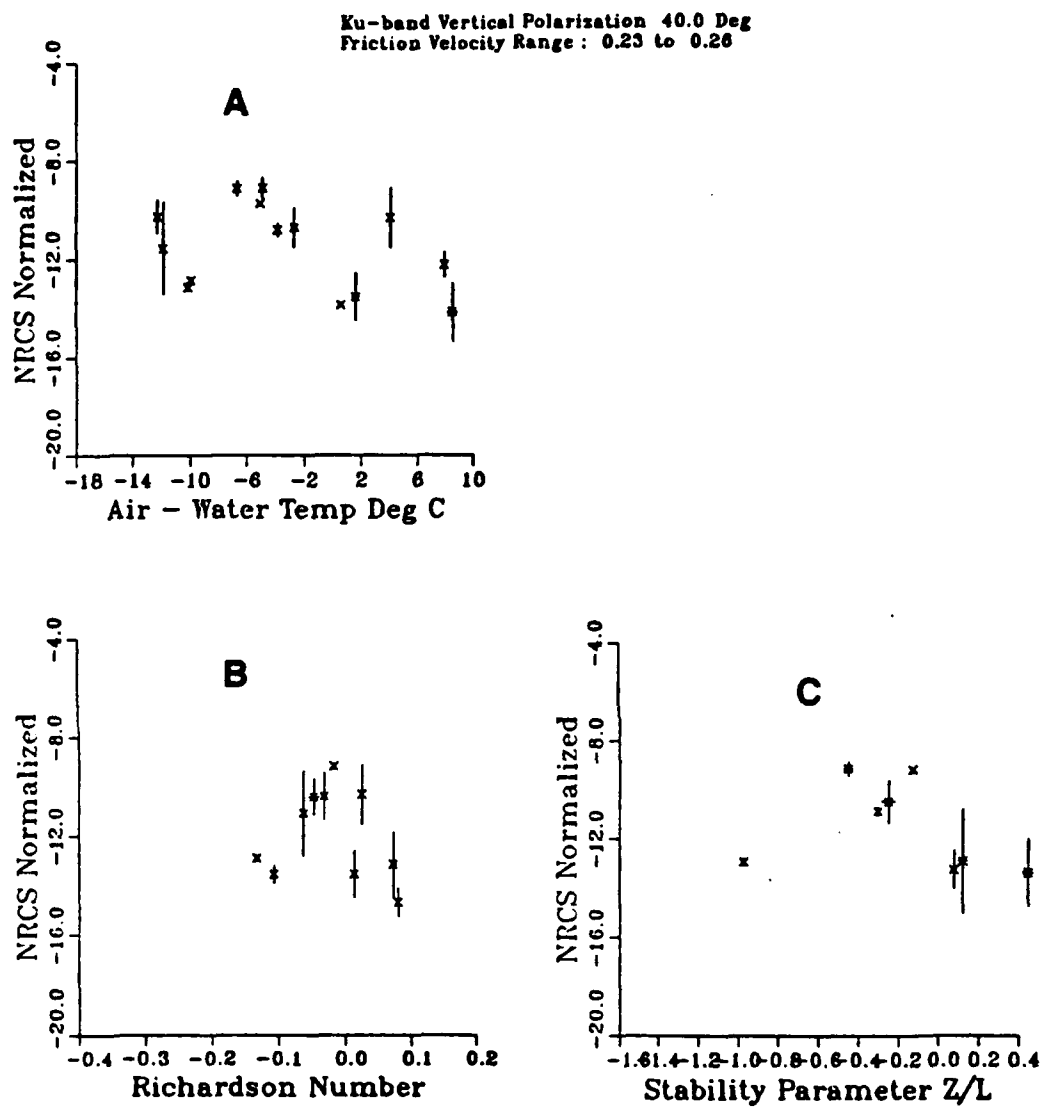 Ku-band Vertical Polarization 40.0 Deg
Friction Velocity Range : 0.23 to 0.26
A
NRCS Normalized
-4.0
-8.0
-12.0
-16.0
-20.0
-18 -14 -10 -6 -2 2 6 10
Air - Water Temp Deg C
B
NRCS Normalized
-4.0
-8.0
-12.0
-16.0
-20.0
-0.4 -0.3 -0.2 -0.1 0.0 0.1 0.2
Richardson Number
C
NRCS Normalized
-4.0
-8.0
-12.0
-16.0
-20.0
-1.6 -1.4 -1.2 -1.0 -0.8 -0.6 -0.4 -0.2 0.0 0.2 0.4
Stability Parameter Z/L